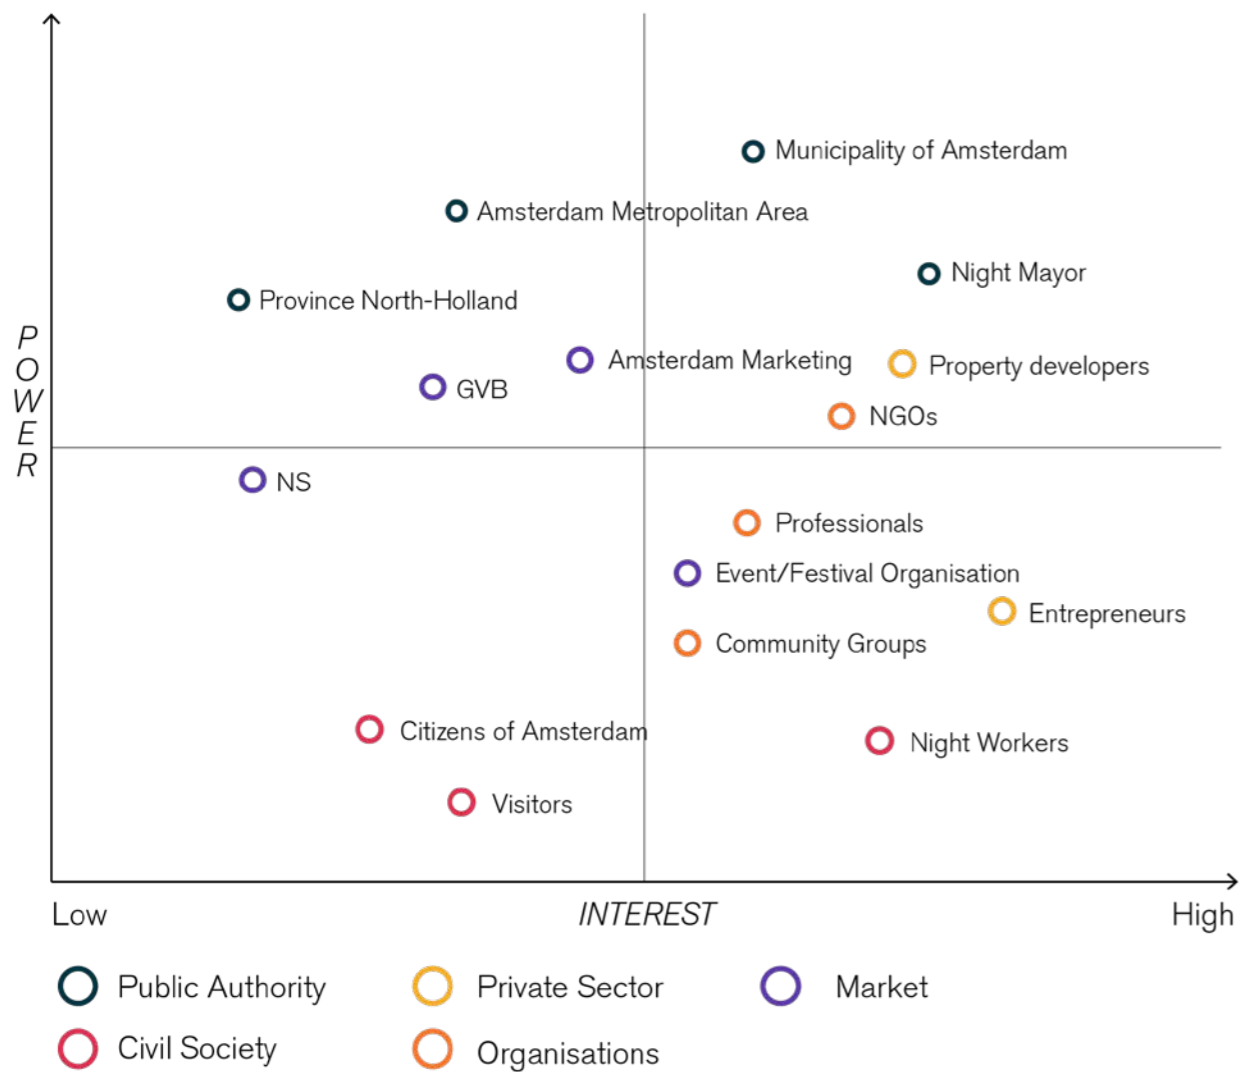 Municipality of Amsterdam
Amsterdam Metropolitan Area
Night Mayor
Province North-Holland
POWER
Amsterdam Marketing
Property developers
GVB
NGOs
NS
Professionals
Event/Festival Organisation
Entrepreneurs
Community Groups
Citizens of Amsterdam
Night Workers
Visitors
Low
INTEREST
High
Public Authority
Private Sector
Market
Civil Society
Organisations